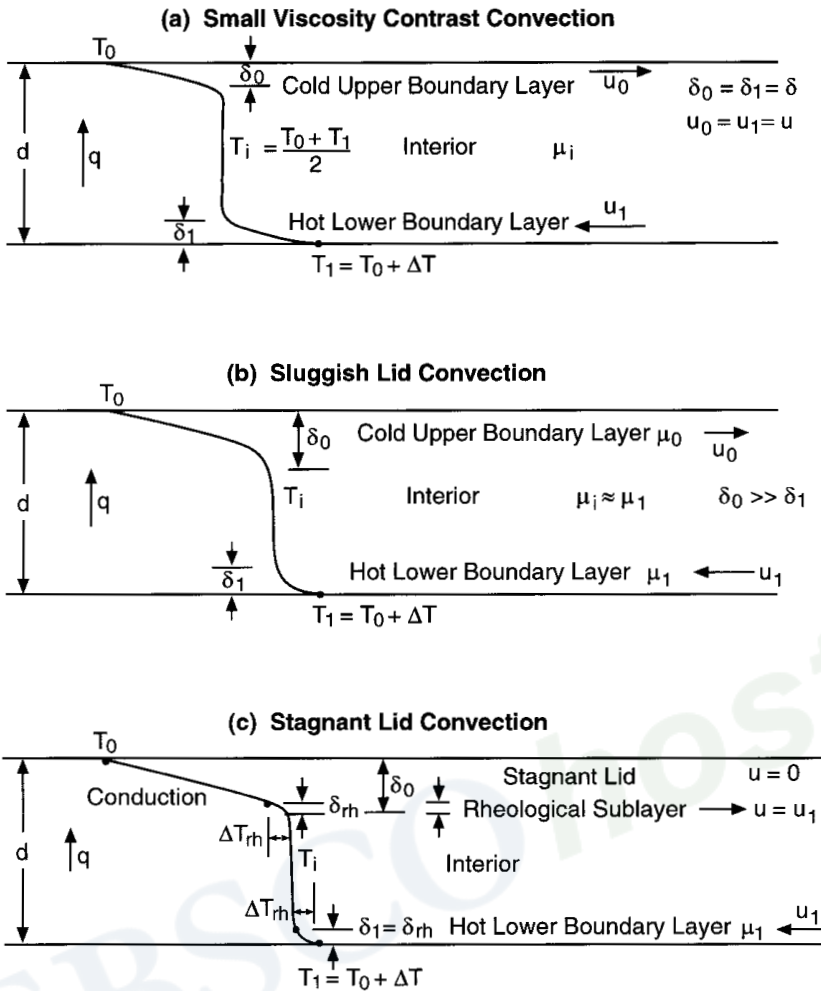 (a) Small Viscosity Contrast Convection
T₀
δ₀ Cold Upper Boundary Layer u₀ δ₀ = δ₁ = δ
u₀ = u₁ = u
d q Tᵢ = (T₀ + T₁)/2 Interior μᵢ
δ₁ Hot Lower Boundary Layer u₁
T₁ = T₀ + ΔT
(b) Sluggish Lid Convection
T₀
δ₀ Cold Upper Boundary Layer μ₀ u₀
d q Tᵢ Interior μᵢ ≈ μ₁ δ₀ >> δ₁
δ₁ Hot Lower Boundary Layer μ₁ u₁
T₁ = T₀ + ΔT
(c) Stagnant Lid Convection
T₀
δ₀ Stagnant Lid u = 0
Conduction δrh Rheological Sublayer u = u₁
ΔTrh
d q Tᵢ Interior
ΔTrh
δ₁ = δrh Hot Lower Boundary Layer μ₁ u₁
T₁ = T₀ + ΔT
EBSCOhost